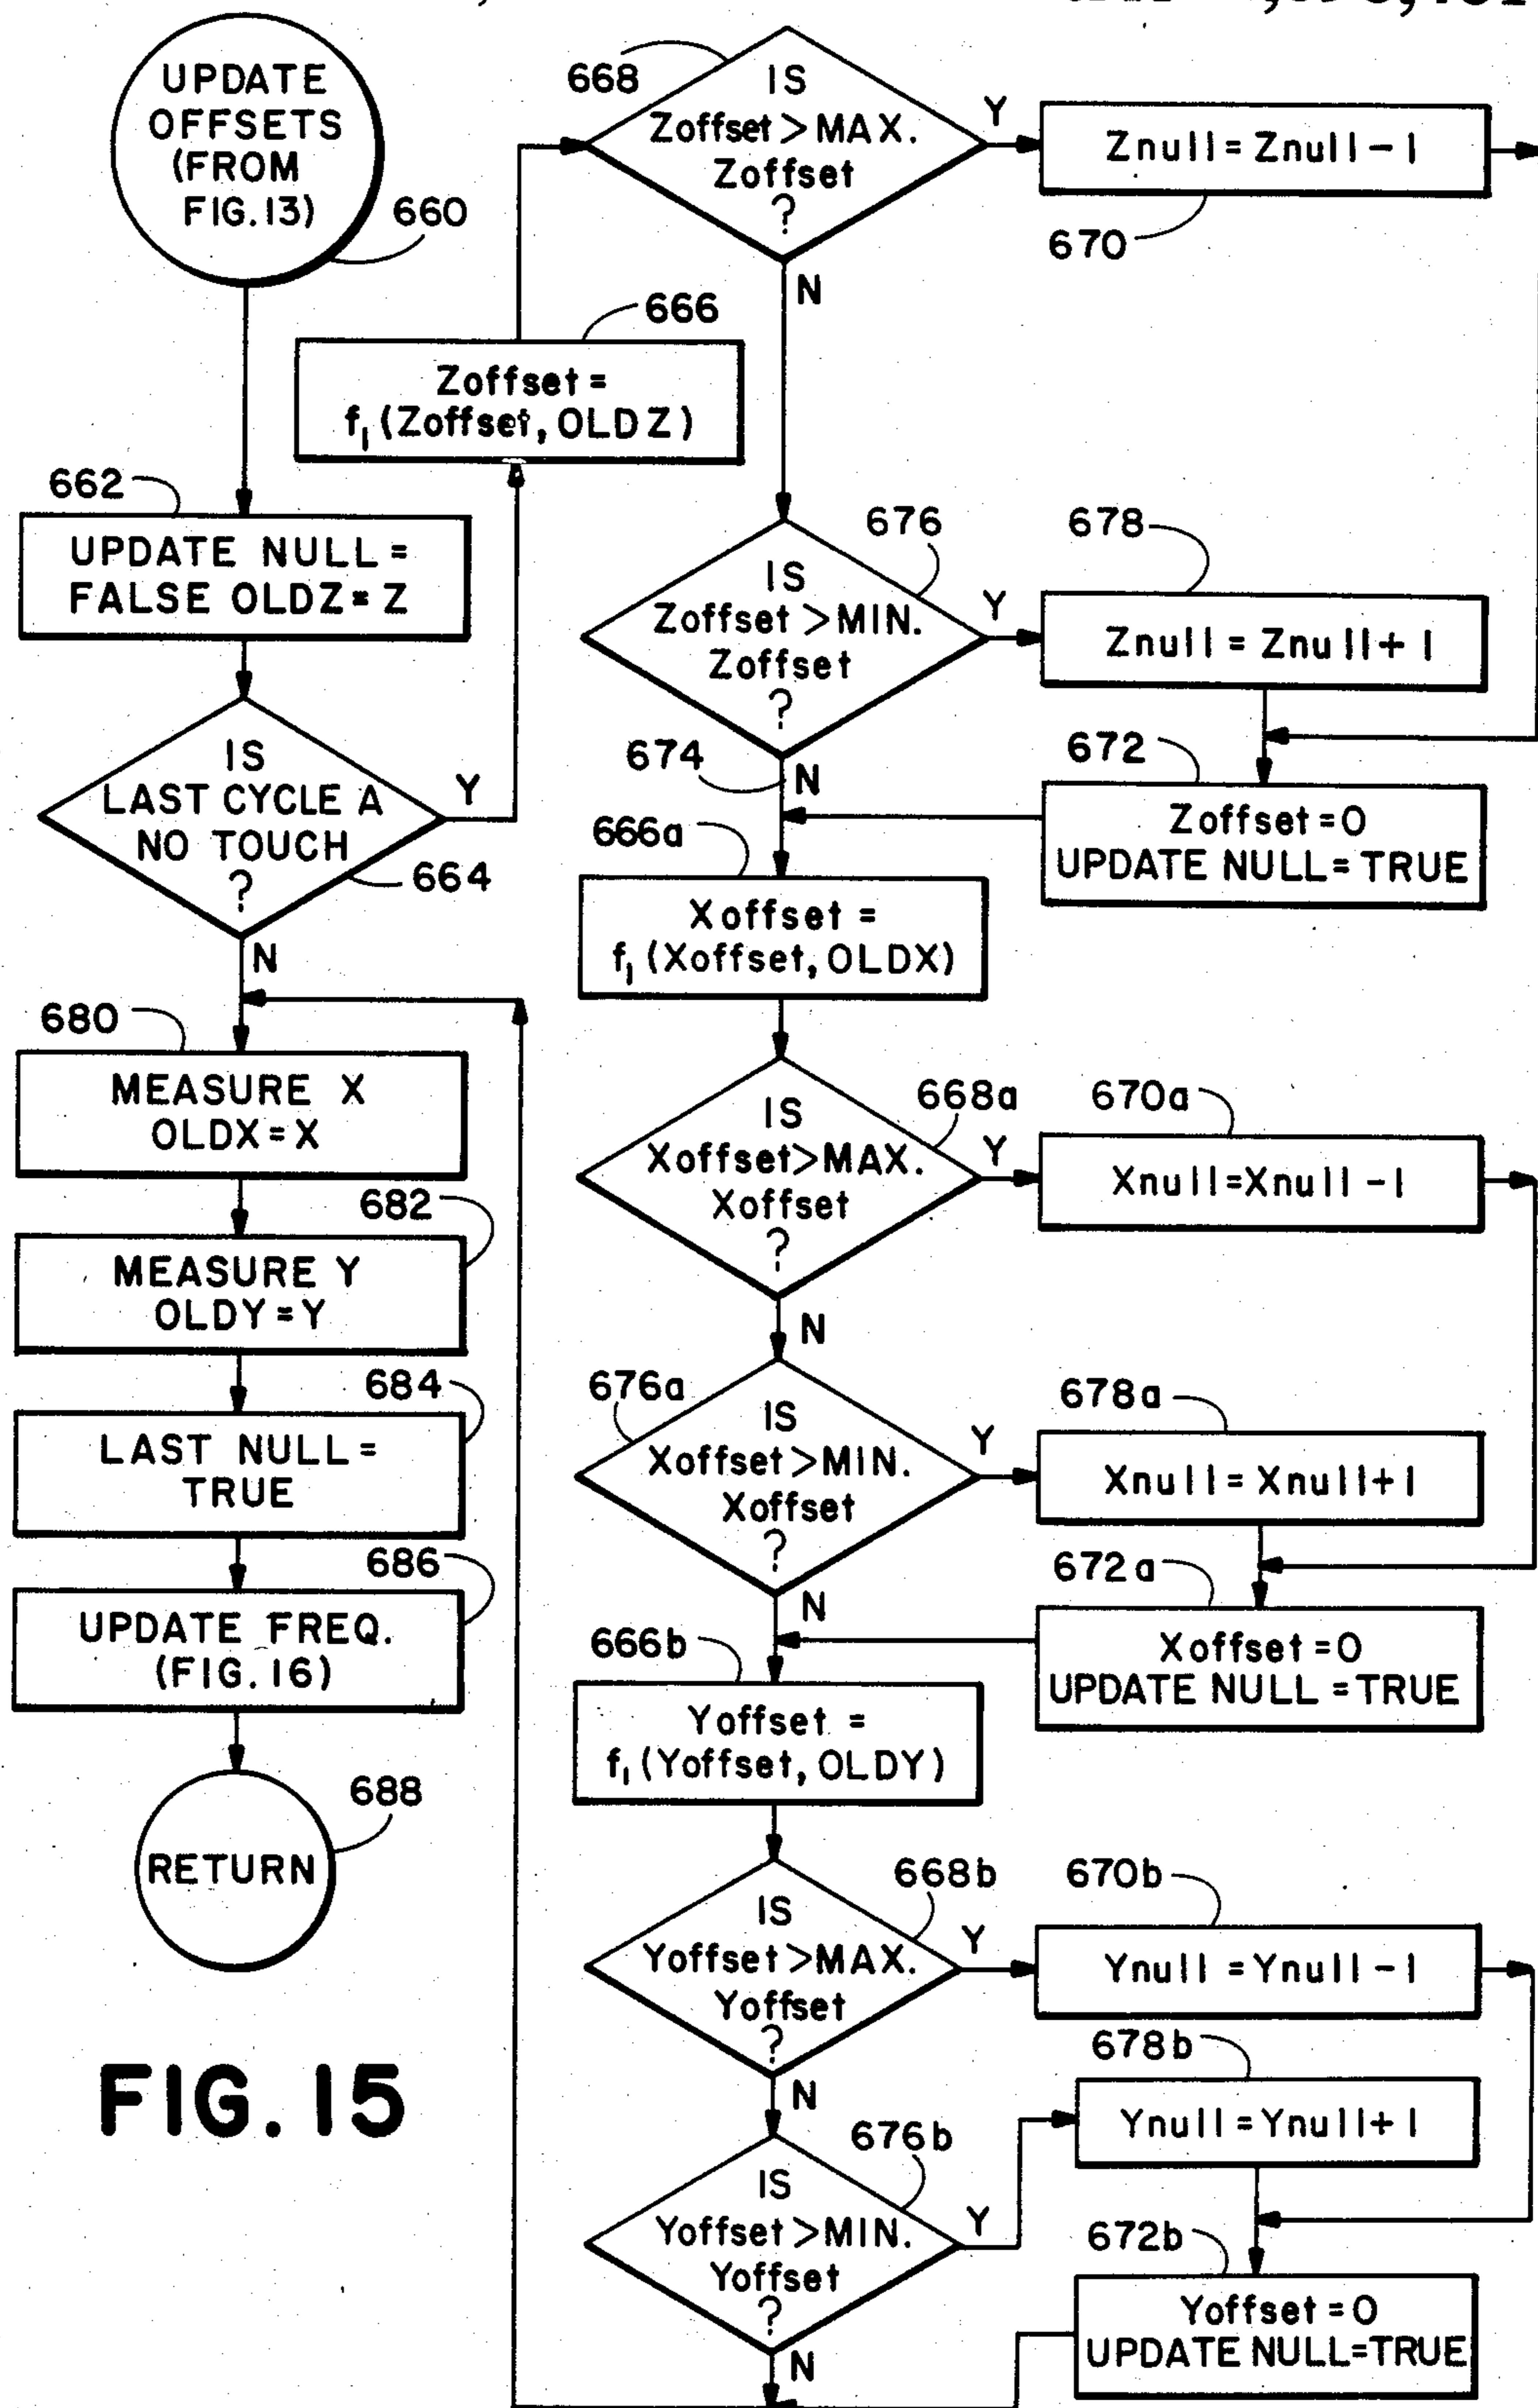 UPDATE
OFFSETS
(FROM
FIG. 13)
660
662
UPDATE NULL =
FALSE OLDZ = Z
IS
LAST CYCLE A
NO TOUCH
?
664
Y
N
666
Zoffset =
f₁ (Zoffset, OLDZ)
668
IS
Zoffset > MAX.
Zoffset
?
Y
N
Znull = Znull - 1
670
676
IS
Zoffset > MIN.
Zoffset
?
Y
674
N
678
Znull = Znull + 1
672
Zoffset = 0
UPDATE NULL = TRUE
666a
Xoffset =
f₁ (Xoffset, OLDX)
668a
IS
Xoffset > MAX.
Xoffset
?
Y
N
670a
Xnull = Xnull - 1
676a
IS
Xoffset > MIN.
Xoffset
?
Y
N
678a
Xnull = Xnull + 1
672a
Xoffset = 0
UPDATE NULL = TRUE
666b
Yoffset =
f₁ (Yoffset, OLDY)
668b
IS
Yoffset > MAX.
Yoffset
?
Y
N
670b
Ynull = Ynull - 1
676b
IS
Yoffset > MIN.
Yoffset
?
Y
N
678b
Ynull = Ynull + 1
672b
Yoffset = 0
UPDATE NULL = TRUE
680
MEASURE X
OLDX = X
682
MEASURE Y
OLDY = Y
684
LAST NULL =
TRUE
686
UPDATE FREQ.
(FIG. 16)
688
RETURN
FIG. 15